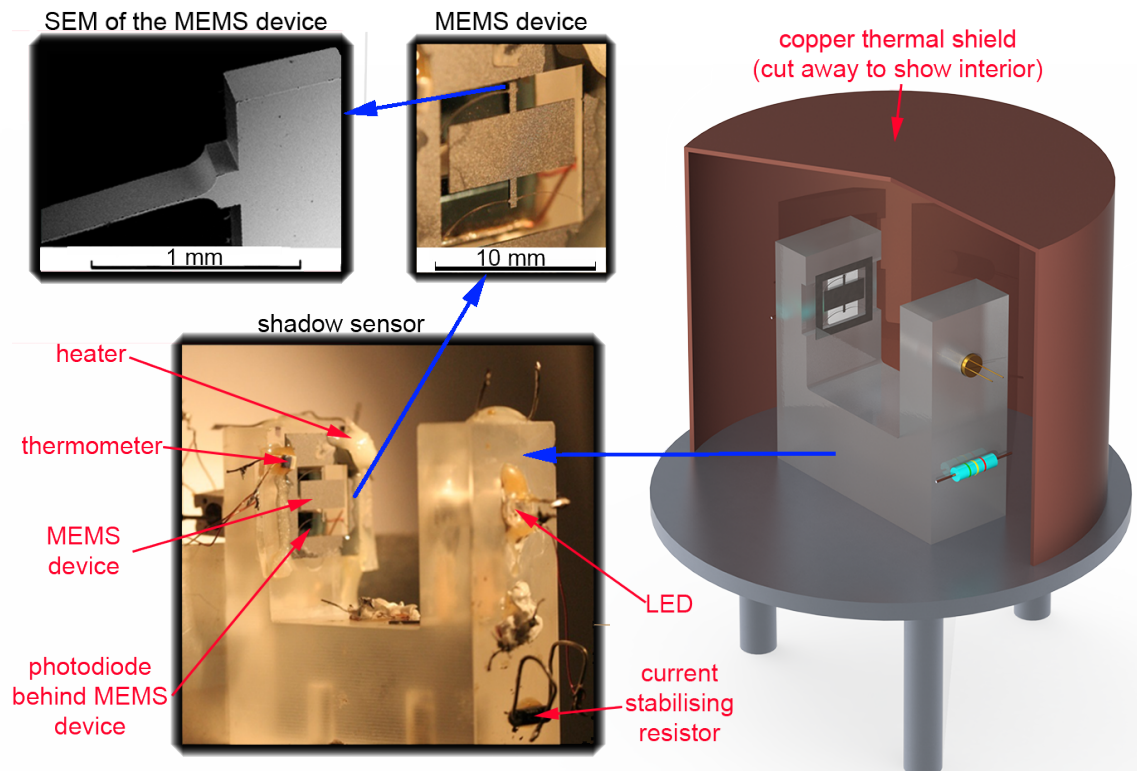 SEM of the MEMS device
MEMS device
copper thermal shield
(cut away to show interior)
1 mm
10 mm
shadow sensor
heater
thermometer
MEMS
device
LED
photodiode
behind MEMS
device
current
stabilising
resistor